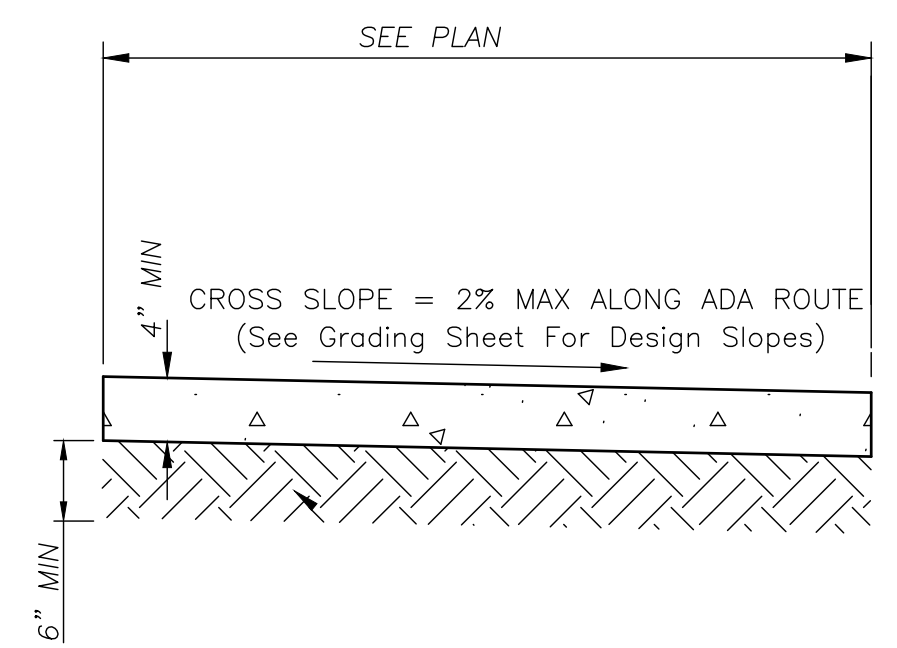 SEE PLAN
4" MIN
CROSS SLOPE = 2% MAX ALONG ADA ROUTE
(See Grading Sheet For Design Slopes)
6" MIN